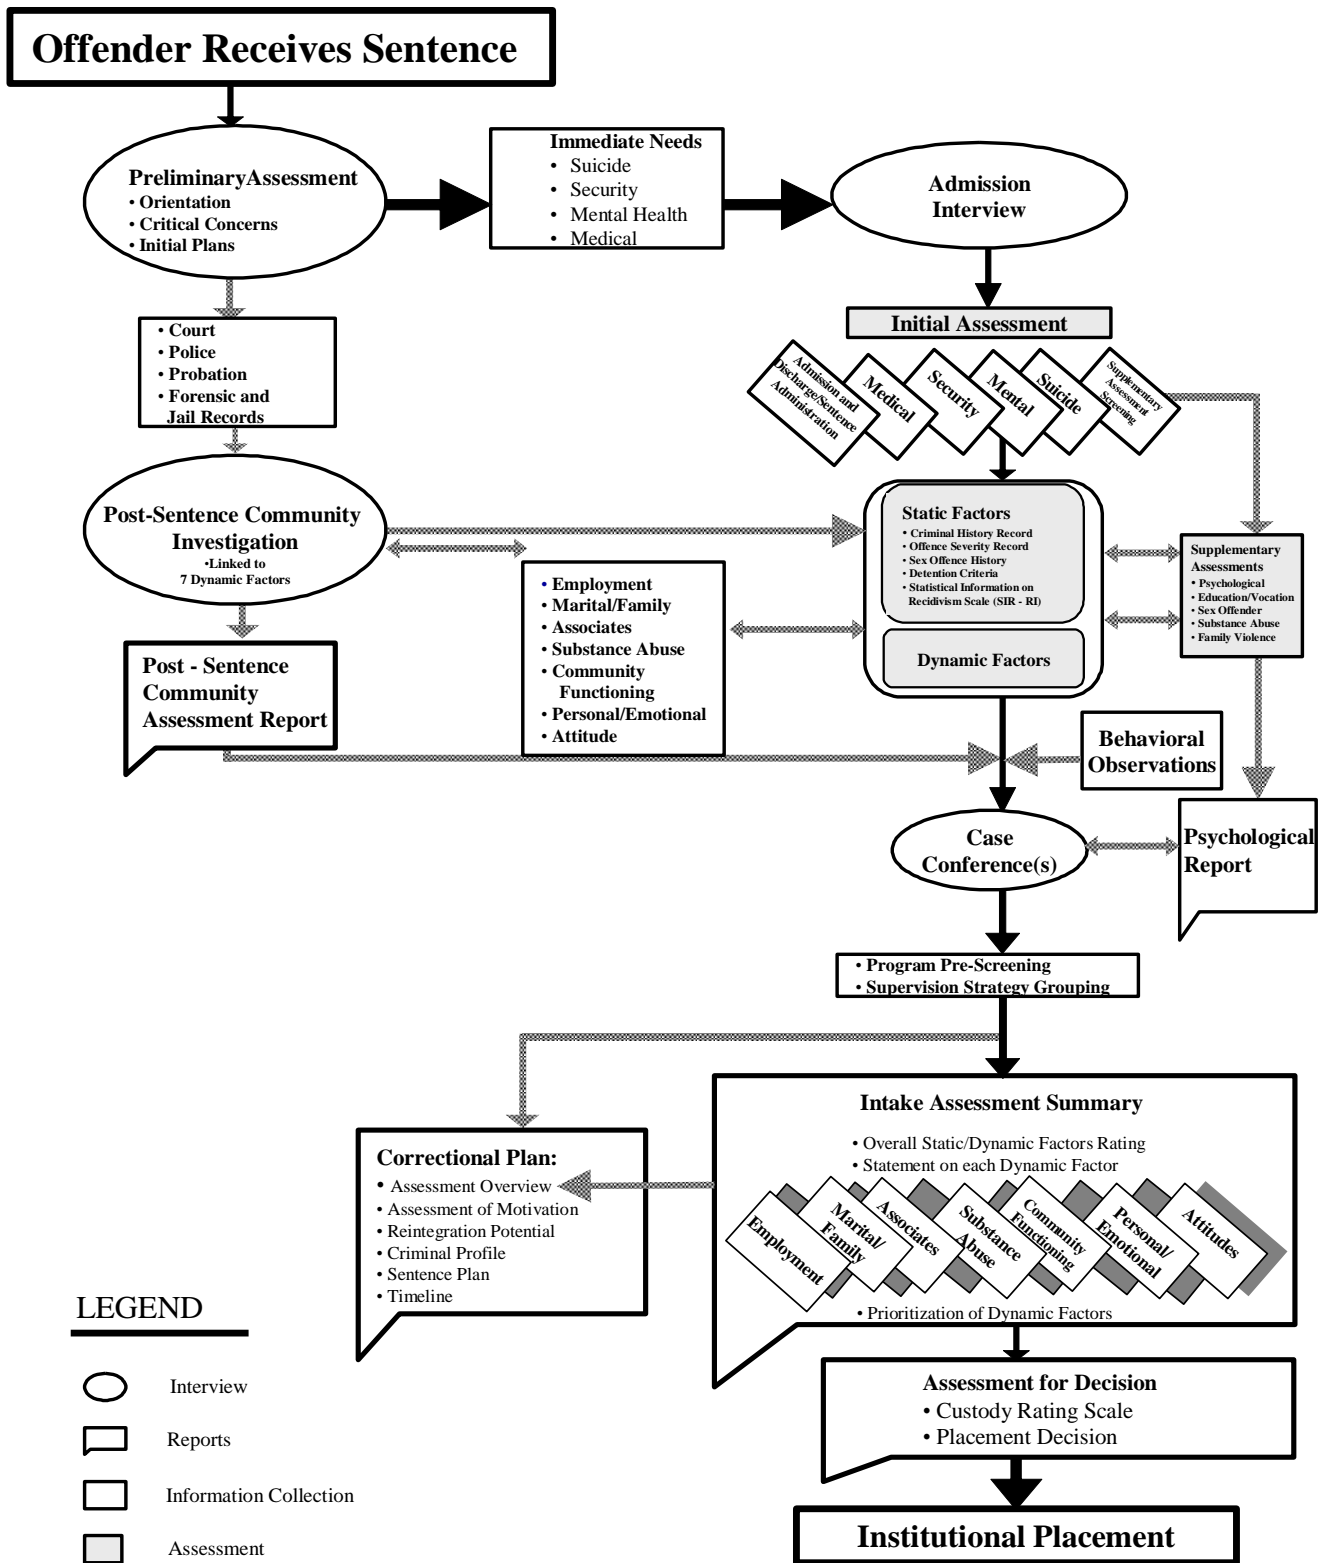 Offender Receives Sentence
PreliminaryAssessment
• Orientation
• Critical Concerns
• Initial Plans
Immediate Needs
• Suicide
• Security
• Mental Health
• Medical
Admission
Interview
• Court
• Police
• Probation
• Forensic and
Jail Records
Initial Assessment
Admission and
Discharge/Sentence
Administration
Medical
Security
Mental
Suicide
Supplementary
Assessment
Screening
Post-Sentence Community
Investigation
•Linked to
7 Dynamic Factors
Static Factors
• Criminal History Record
• Offence Severity Record
• Sex Offence History
• Detention Criteria
• Statistical Information on
Recidivism Scale (SIR - RI)
Dynamic Factors
Supplementary
Assessments
• Psychological
• Education/Vocation
• Sex Offender
• Substance Abuse
• Family Violence
• Employment
• Marital/Family
• Associates
• Substance Abuse
• Community
Functioning
• Personal/Emotional
• Attitude
Post - Sentence
Community
Assessment Report
Behavioral
Observations
Case
Conference(s)
Psychological
Report
• Program Pre-Screening
• Supervision Strategy Grouping
Intake Assessment Summary
• Overall Static/Dynamic Factors Rating
• Statement on each Dynamic Factor
Employment
Marital/
Family
Associates
Substance
Abuse
Community
Functioning
Personal/
Emotional
Attitudes
• Prioritization of Dynamic Factors
Correctional Plan:
• Assessment Overview
• Assessment of Motivation
• Reintegration Potential
• Criminal Profile
• Sentence Plan
• Timeline
Assessment for Decision
• Custody Rating Scale
• Placement Decision
Institutional Placement
LEGEND
Interview
Reports
Information Collection
Assessment